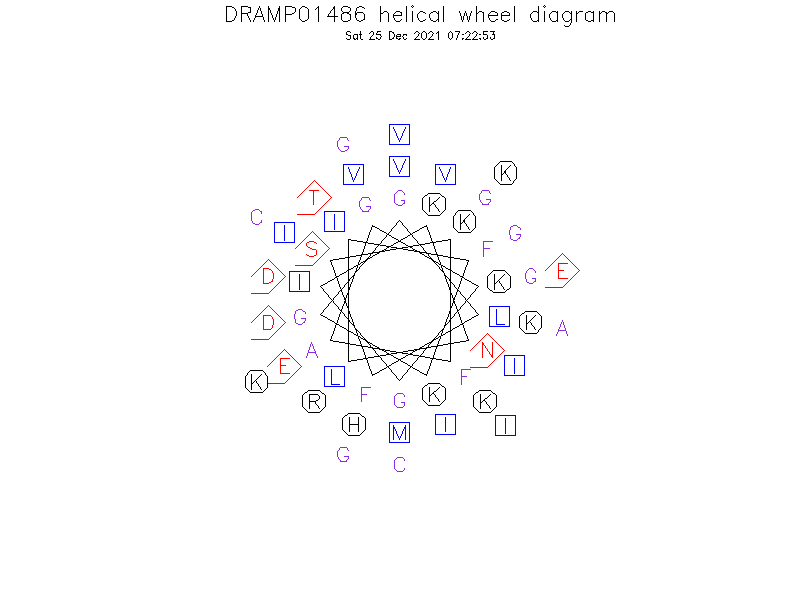 DRAMP01486 helical wheel diagram
Sat 25 Dec 2021 07:22:53
V
G
V
V V K
T G G K G
C I I K F G
S
D I K G E
D G L K A
A N
E L F I
K R F G K K
H M I I
G C